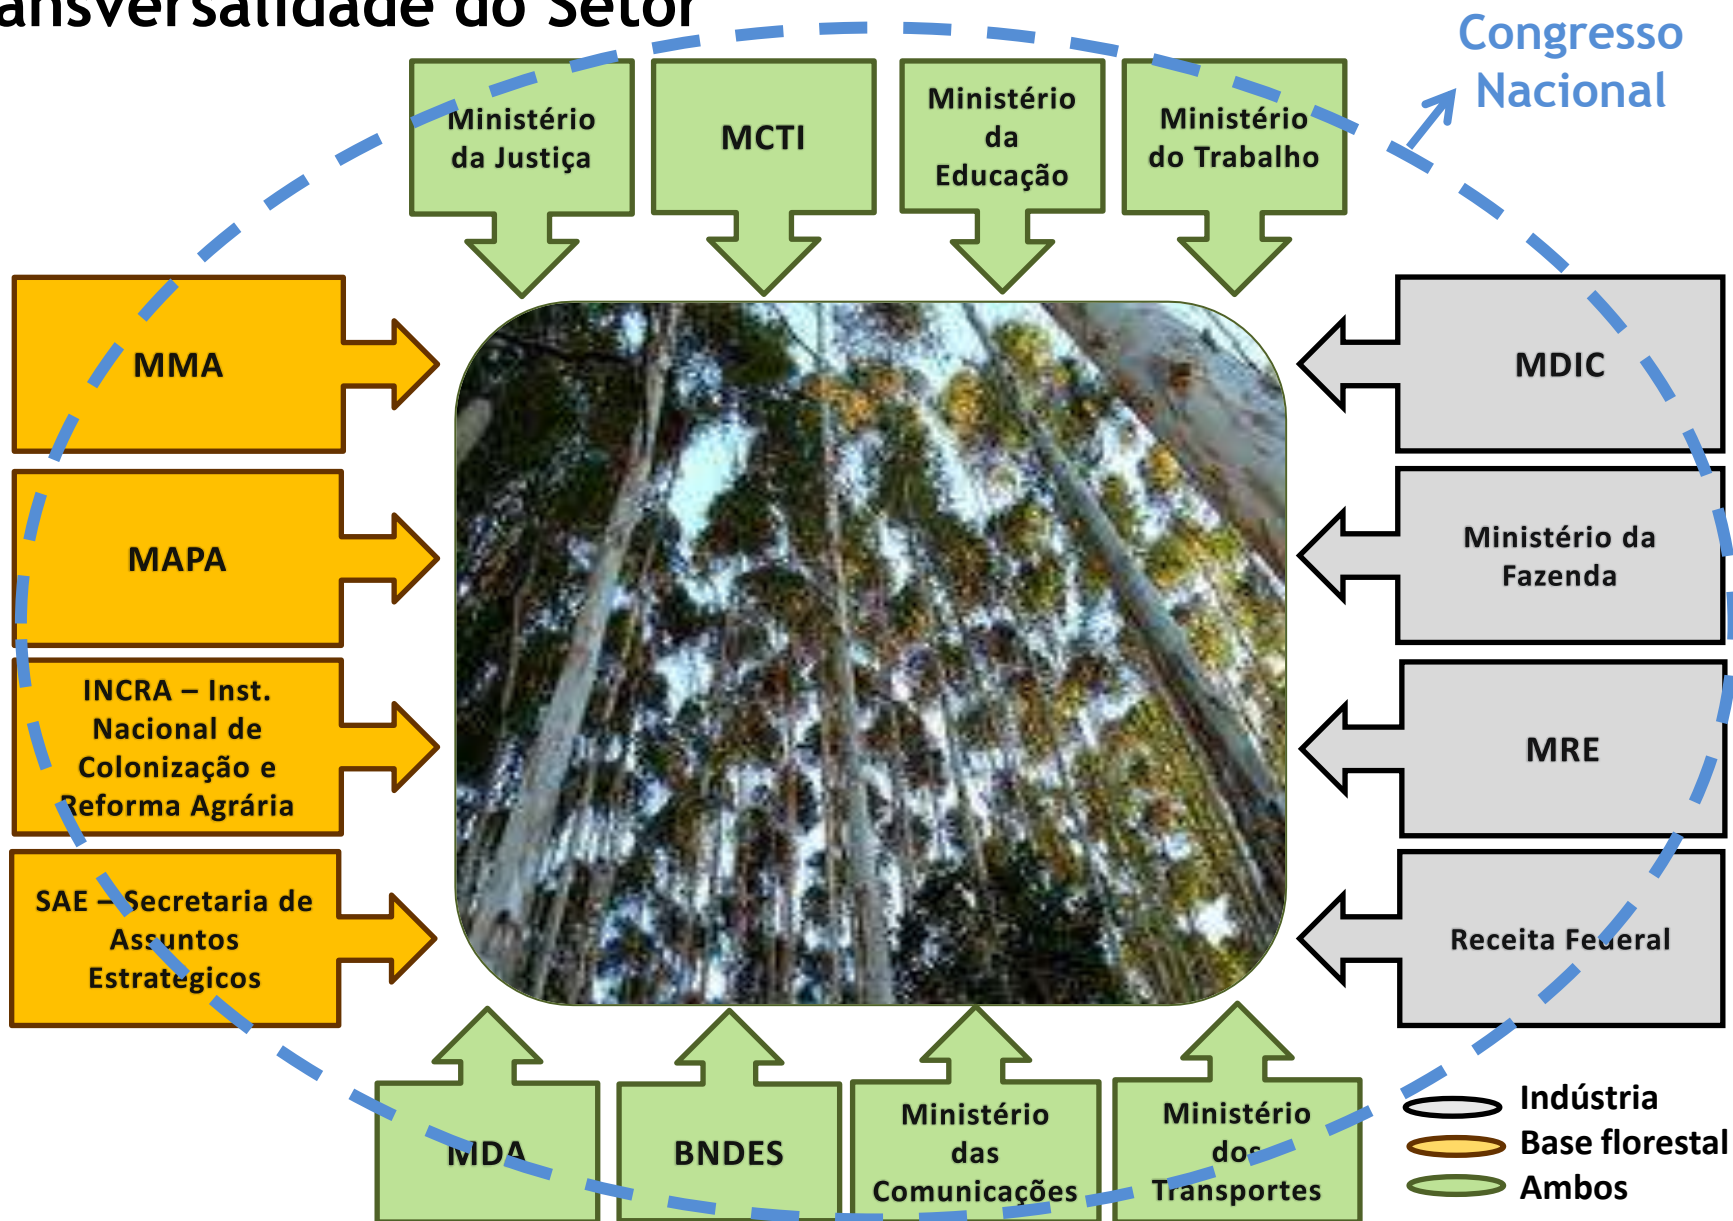 ansversalidade do Setor
Congresso
Nacional
Ministério
da Justiça
MCTI
Ministério
da
Educação
Ministério
do Trabalho
MMA
MAPA
INCRA – Inst.
Nacional de
Colonização e
Reforma Agrária
SAE – Secretaria de
Assuntos
Estratégicos
MDIC
Ministério da
Fazenda
MRE
Receita Federal
MDA
BNDES
Ministério
das
Comunicações
Ministério
dos
Transportes
Indústria
Base florestal
Ambos